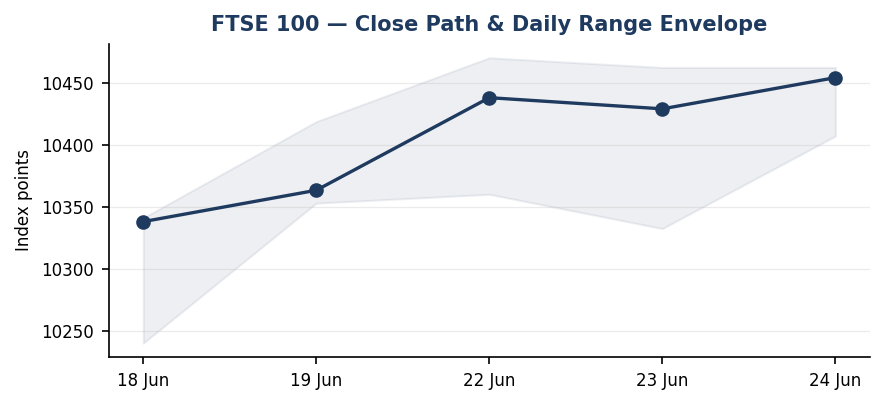 FTSE 100 — Close Path & Daily Range Envelope
Index points
10450
10400
10350
10300
10250
18 Jun
19 Jun
22 Jun
23 Jun
24 Jun